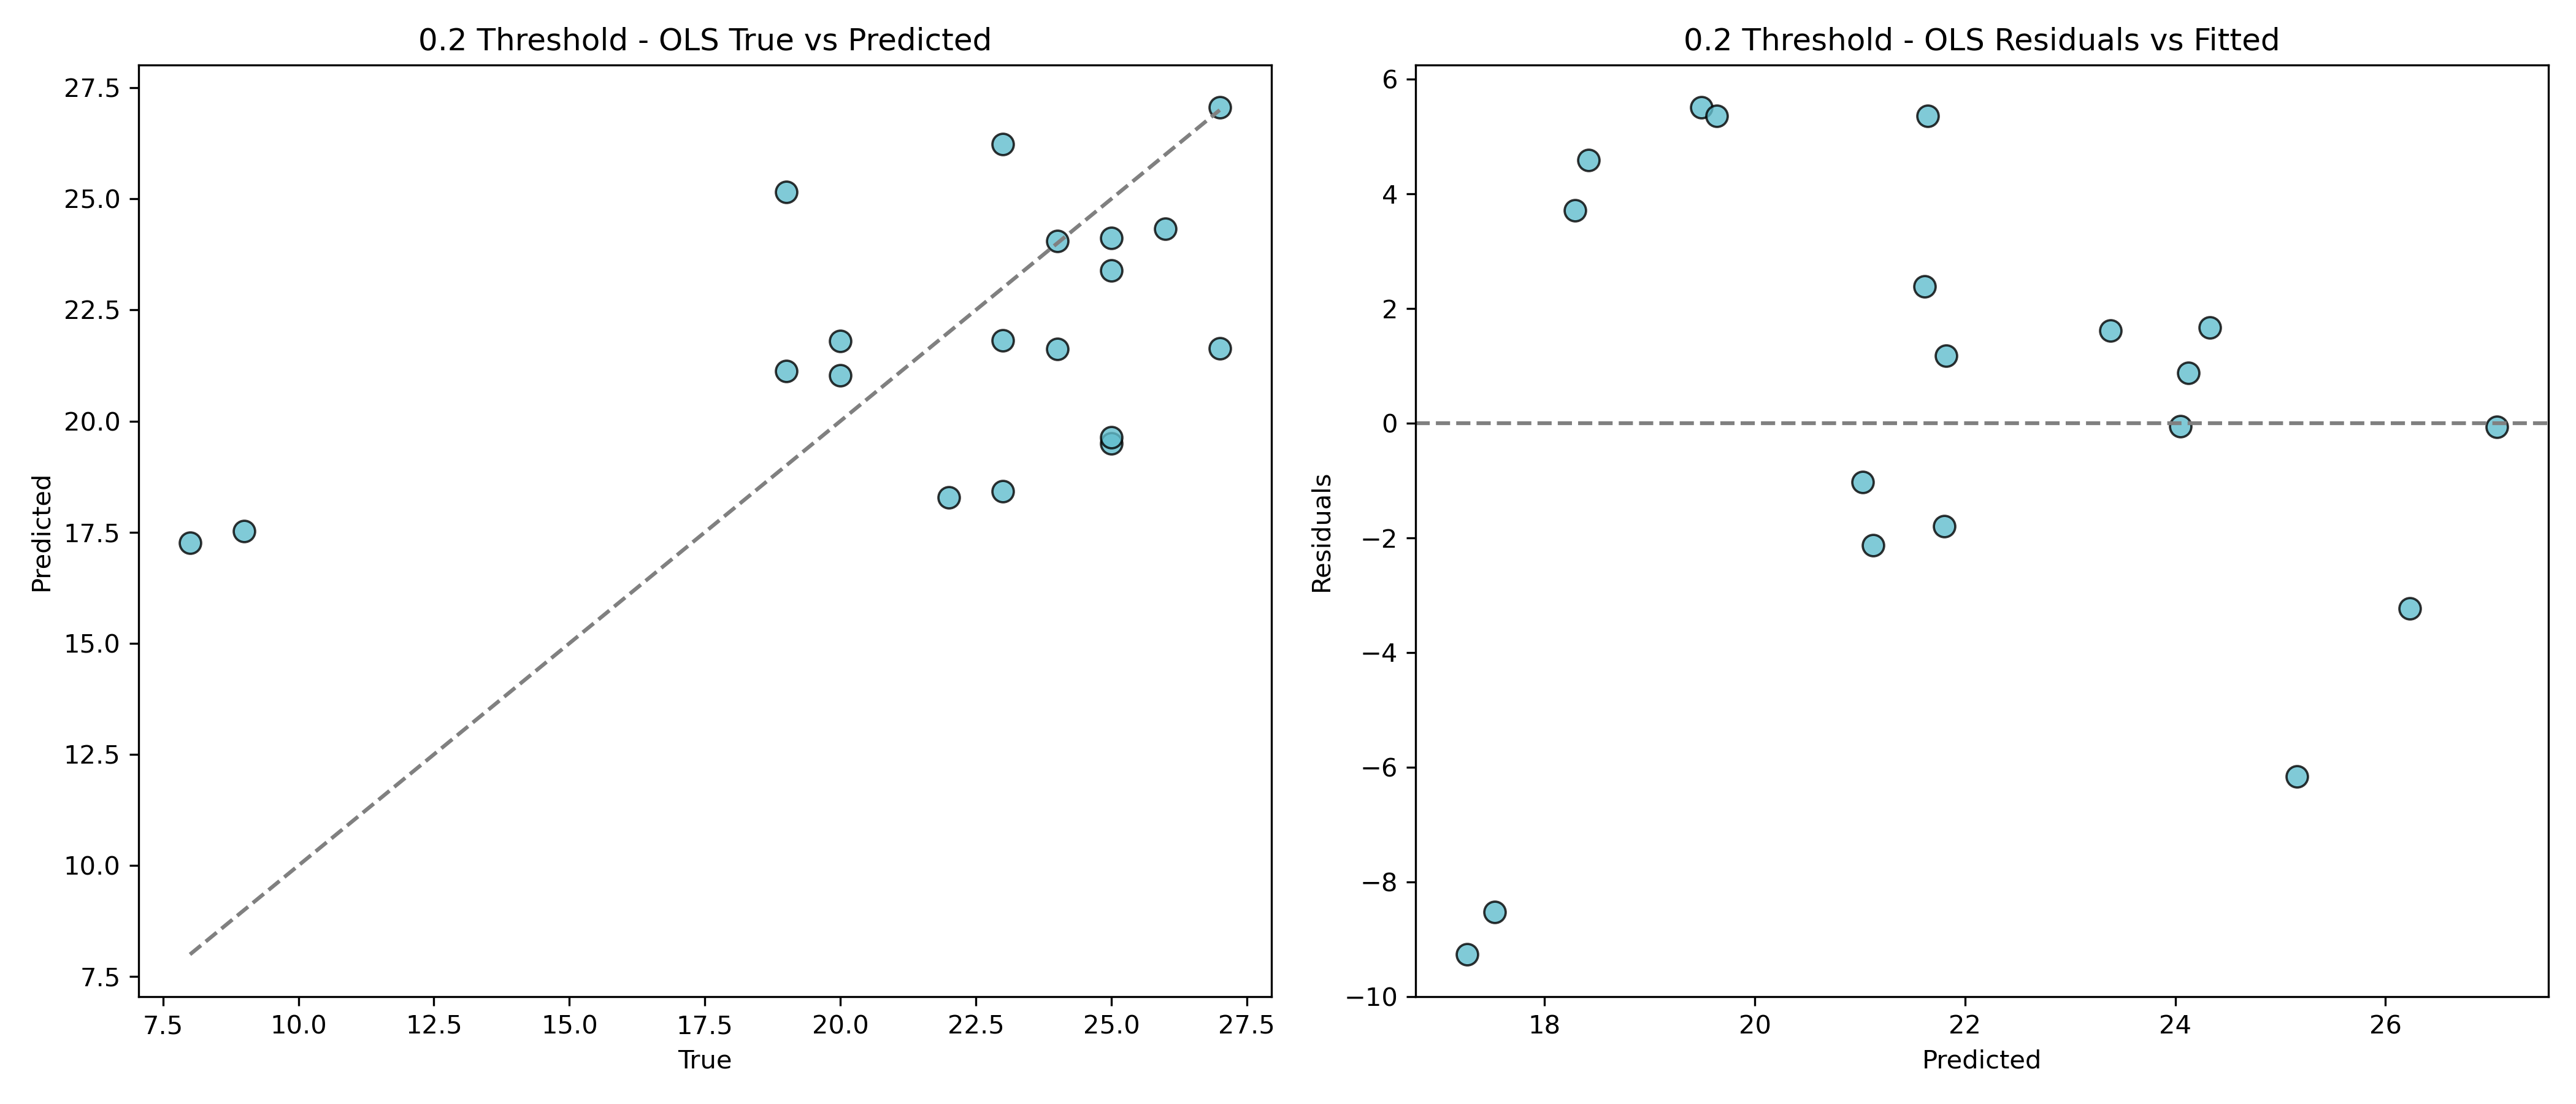 0.2 Threshold - OLS True vs Predicted
27.5
25.0
22.5
20.0
17.5
15.0
12.5
10.0
7.5
Predicted
7.5 10.0 12.5 15.0 17.5 20.0 22.5 25.0 27.5
True
0.2 Threshold - OLS Residuals vs Fitted
6
4
2
0
−2
−4
−6
−8
−10
Residuals
18 20 22 24 26
Predicted